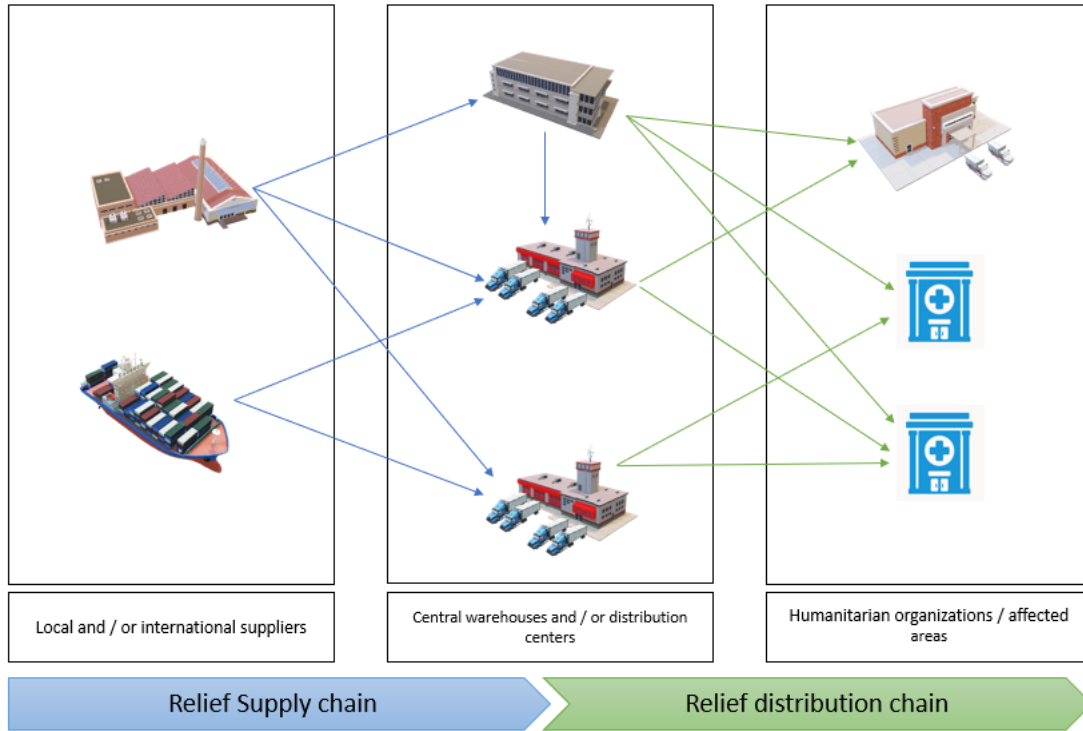 Local and / or international suppliers
Central warehouses and / or distribution
centers
Humanitarian organizations / affected
areas
Relief Supply chain
Relief distribution chain